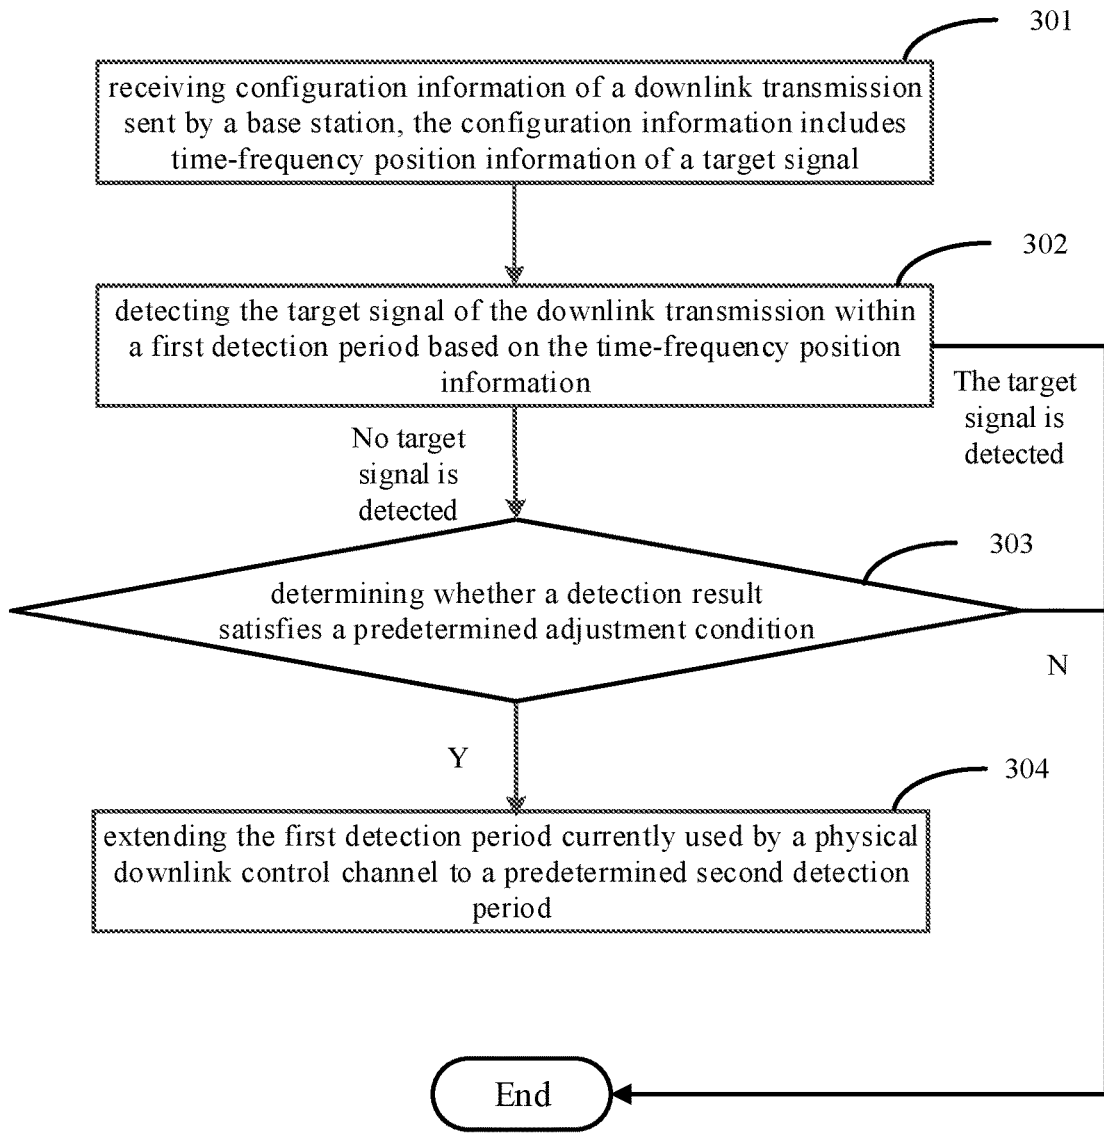 301
receiving configuration information of a downlink transmission
sent by a base station, the configuration information includes
time-frequency position information of a target signal
302
detecting the target signal of the downlink transmission within
a first detection period based on the time-frequency position
information
The target
signal is
detected
No target
signal is
detected
303
determining whether a detection result
satisfies a predetermined adjustment condition
N
Y
304
extending the first detection period currently used by a physical
downlink control channel to a predetermined second detection
period
End